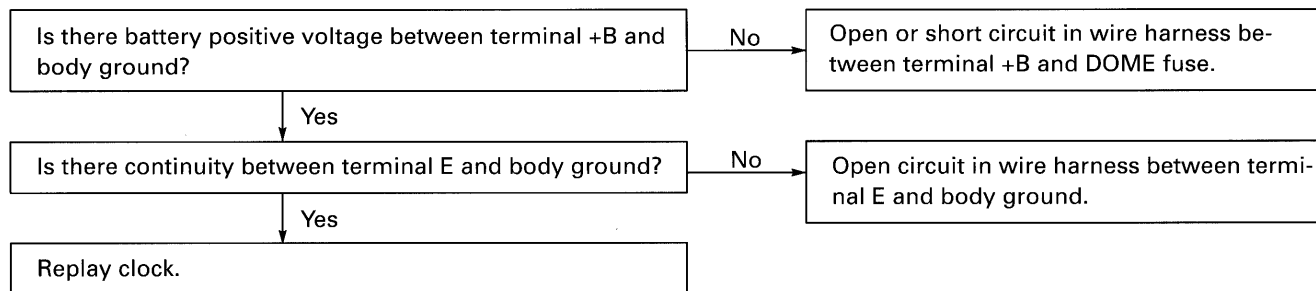 Is there battery positive voltage between terminal +B and
body ground?
No
Open or short circuit in wire harness be-
tween terminal +B and DOME fuse.
Yes
Is there continuity between terminal E and body ground?
No
Open circuit in wire harness between termi-
nal E and body ground.
Yes
Replay clock.